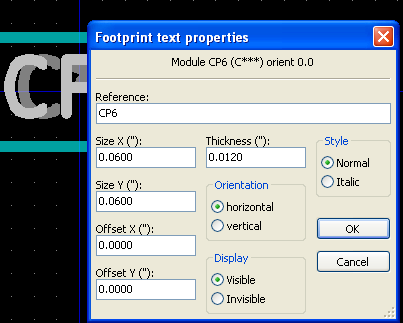 CP
Footprint text properties
Module CP6 (C***) orient 0.0
Reference:
CP6
Size X ("): Thickness ("): Style
0.0600 0.0120 Normal
Italic
Size Y ("): Orientation
0.0600 horizontal
vertical
Offset X ("): OK
0.0000
Display Cancel
Offset Y ("): Visible
0.0000 Invisible